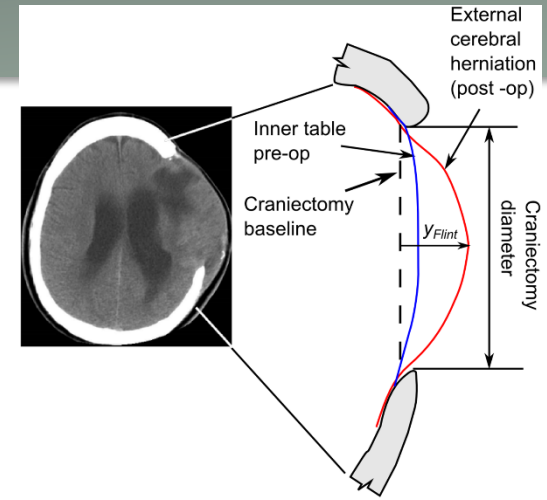 External
cerebral
herniation
(post -op)
Inner table
pre-op
Craniectomy
baseline
yFlint
Craniectomy
diameter